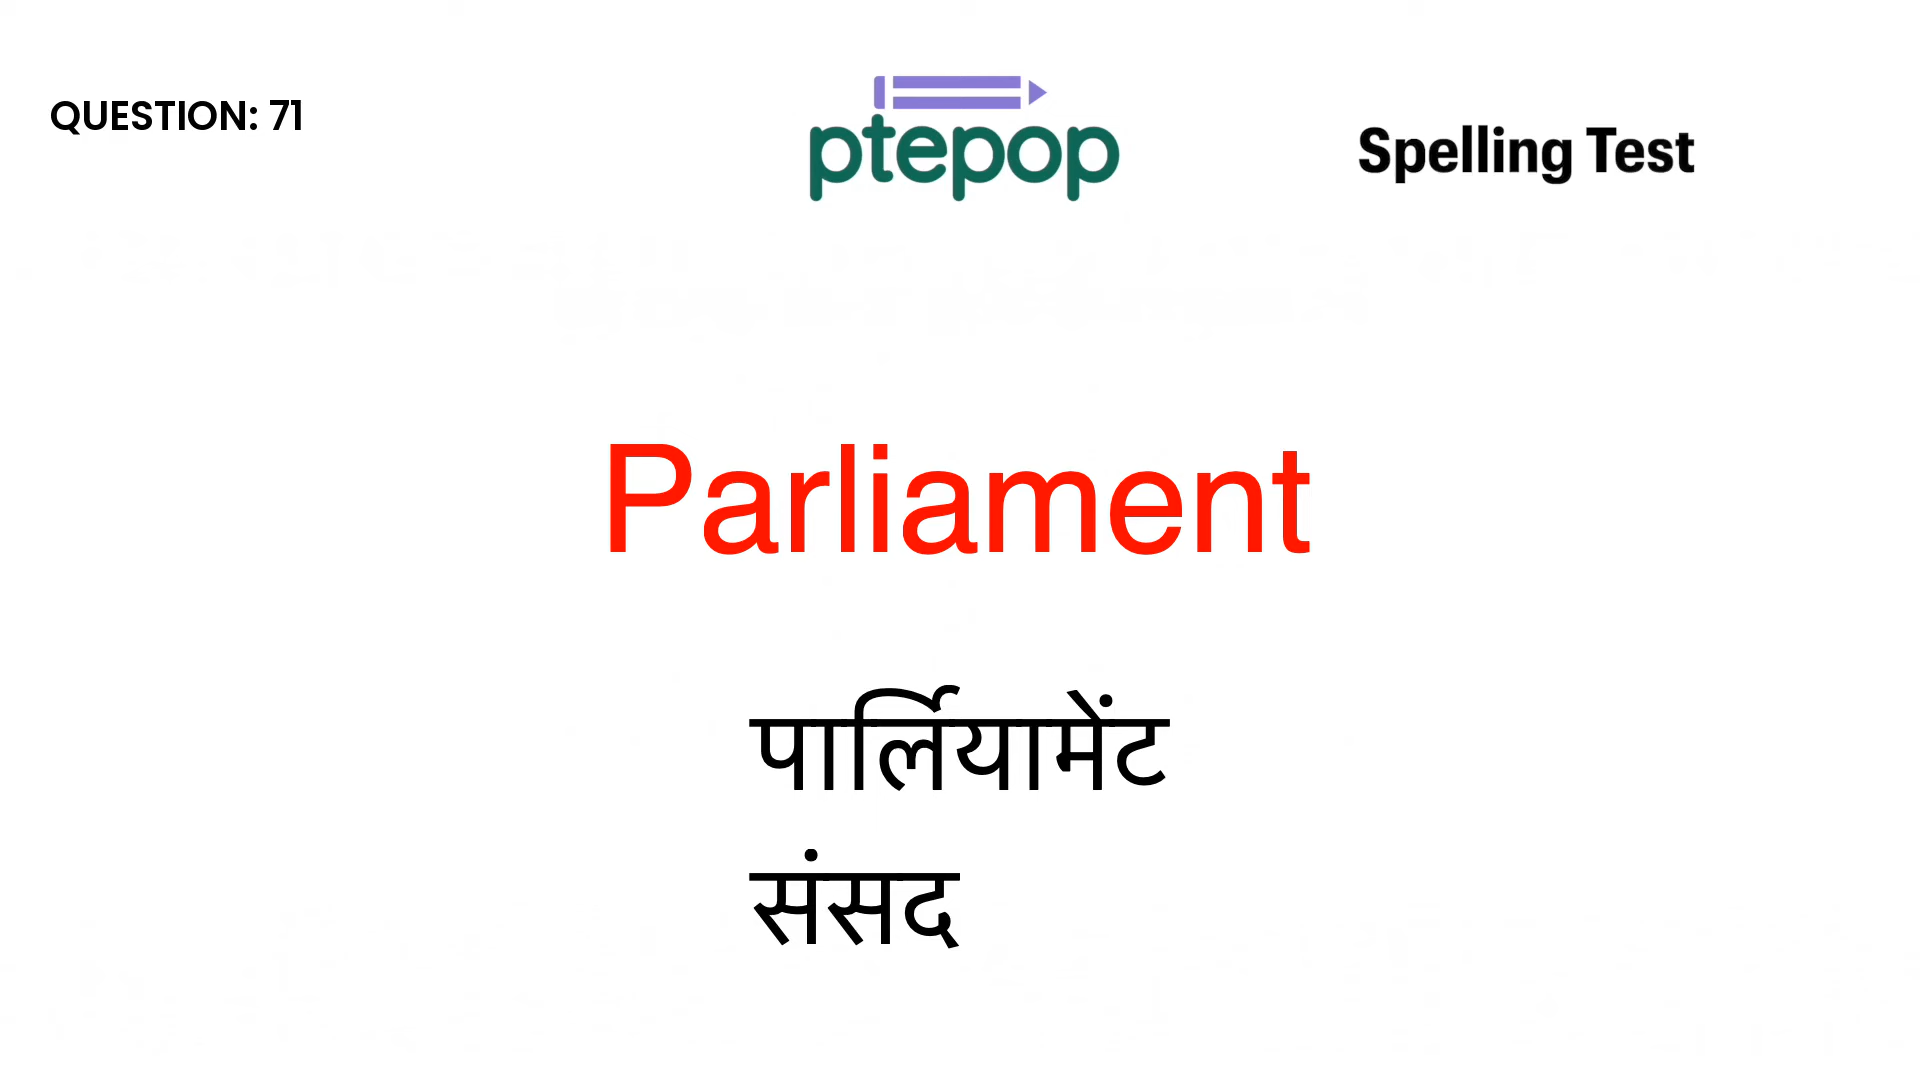 QUESTION: 71
ptepop
Spelling Test
Parliament
पार्लियामेंट
संसद